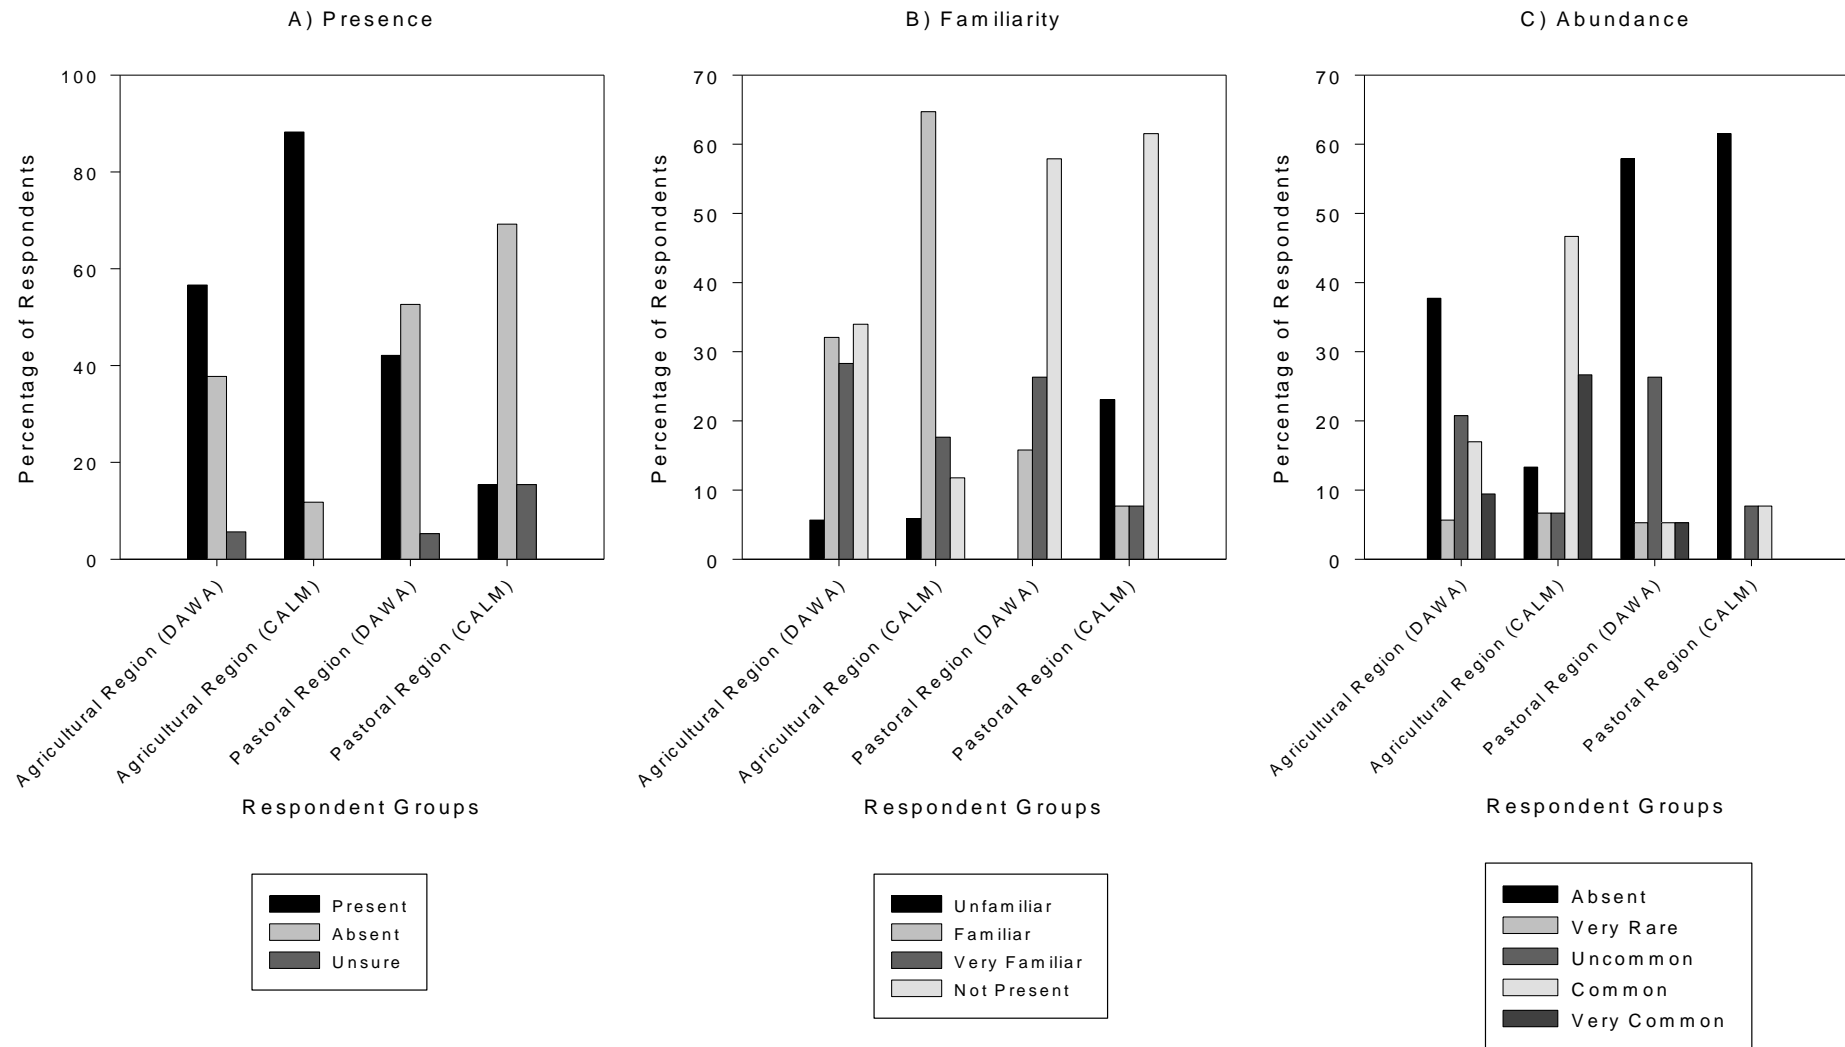 A) Presence
Percentage of Respondents
100
80
60
40
20
0
Agricultural Region (DAWA)
Agricultural Region (CALM)
Pastoral Region (DAWA)
Pastoral Region (CALM)
Respondent Groups
Present
Absent
Unsure
B) Familiarity
Percentage of Respondents
70
60
50
40
30
20
10
0
Agricultural Region (DAWA)
Agricultural Region (CALM)
Pastoral Region (DAWA)
Pastoral Region (CALM)
Respondent Groups
Unfamiliar
Familiar
Very Familiar
Not Present
C) Abundance
Percentage of Respondents
70
60
50
40
30
20
10
0
Agricultural Region (DAWA)
Agricultural Region (CALM)
Pastoral Region (DAWA)
Pastoral Region (CALM)
Respondent Groups
Absent
Very Rare
Uncommon
Common
Very Common